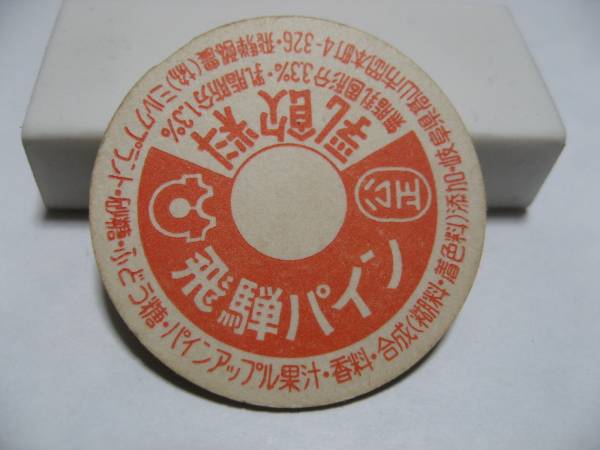 飛騨パイン
公正
乳飲料
無脂乳固形分3.3%・乳脂肪分1.3%
岐阜県高山市岡本町14-326・飛騨酪農(協)ミルクプラント・砂糖・ぶどう糖・パインアップル果汁・香料・合成(糊料・着色料)添加・